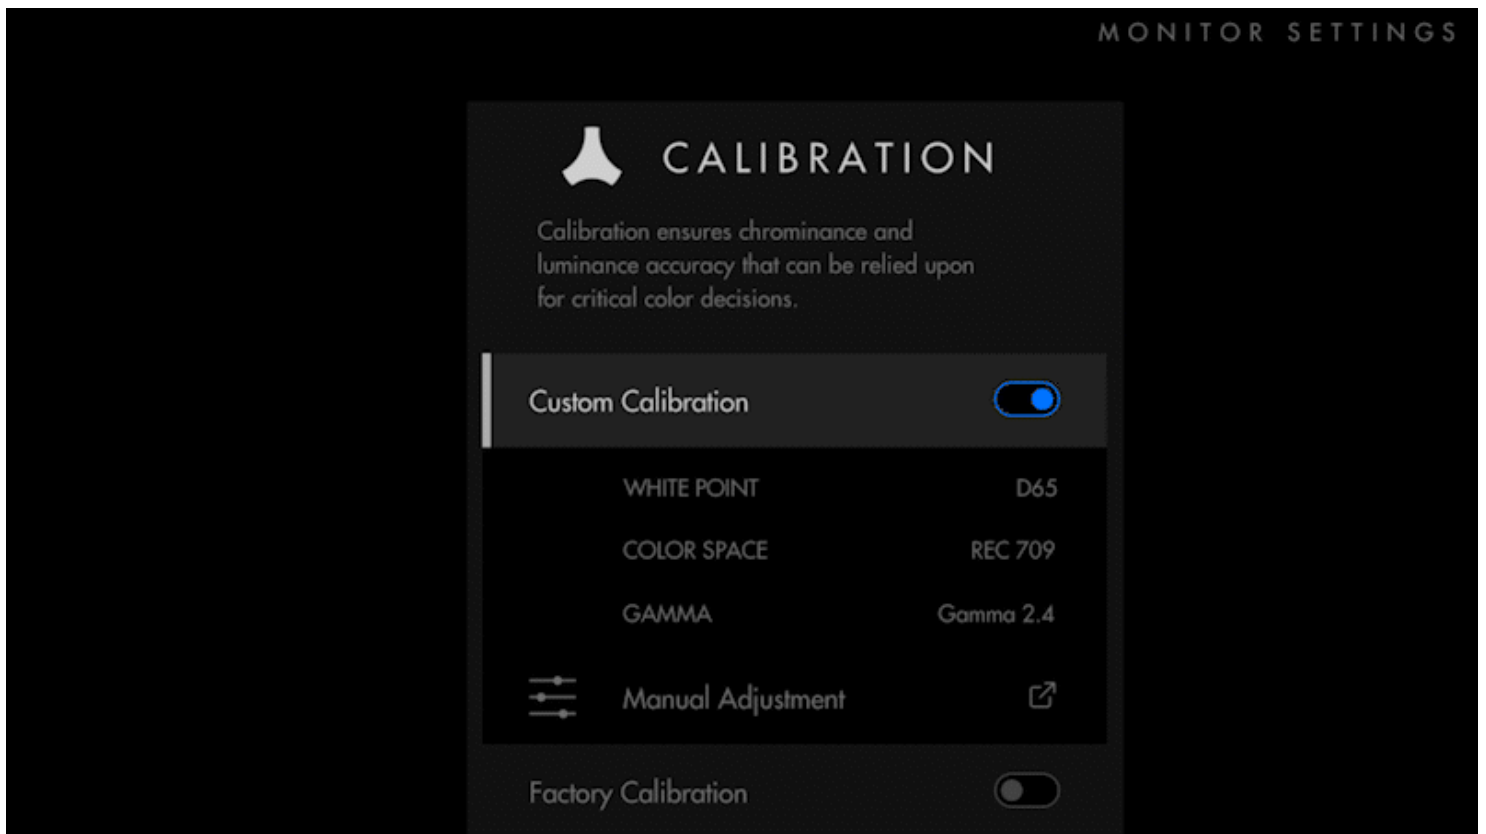 MONITOR SETTINGS
CALIBRATION
Calibration ensures chrominance and
luminance accuracy that can be relied upon
for critical color decisions.
Custom Calibration
WHITE POINT D65
COLOR SPACE REC 709
GAMMA Gamma 2.4
Manual Adjustment
Factory Calibration